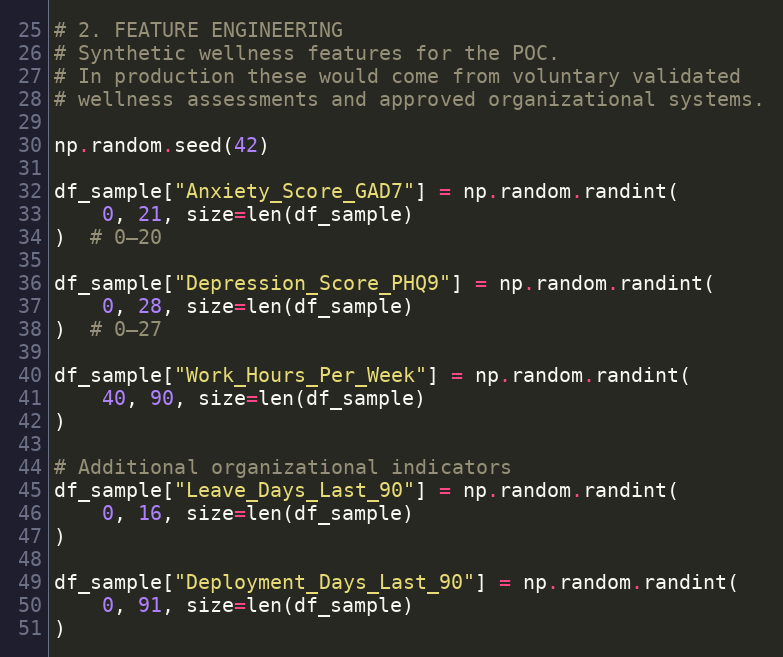 25 # 2. FEATURE ENGINEERING
26 # Synthetic wellness features for the POC.
27 # In production these would come from voluntary validated
28 # wellness assessments and approved organizational systems.
29
30 np.random.seed(42)
31
32 df_sample["Anxiety_Score_GAD7"] = np.random.randint(
33     0, 21, size=len(df_sample)
34 )  # 0–20
35
36 df_sample["Depression_Score_PHQ9"] = np.random.randint(
37     0, 28, size=len(df_sample)
38 )  # 0–27
39
40 df_sample["Work_Hours_Per_Week"] = np.random.randint(
41     40, 90, size=len(df_sample)
42 )
43
44 # Additional organizational indicators
45 df_sample["Leave_Days_Last_90"] = np.random.randint(
46     0, 16, size=len(df_sample)
47 )
48
49 df_sample["Deployment_Days_Last_90"] = np.random.randint(
50     0, 91, size=len(df_sample)
51 )